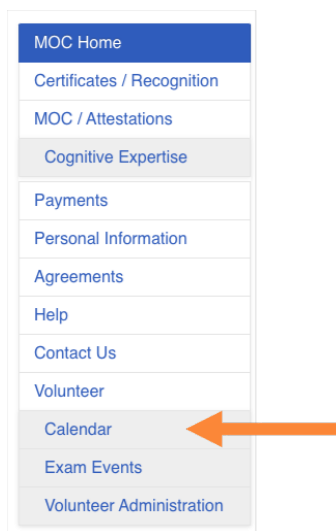 MOC Home
Certificates / Recognition
MOC / Attestations
Cognitive Expertise
Payments
Personal Information
Agreements
Help
Contact Us
Volunteer
Calendar
Exam Events
Volunteer Administration